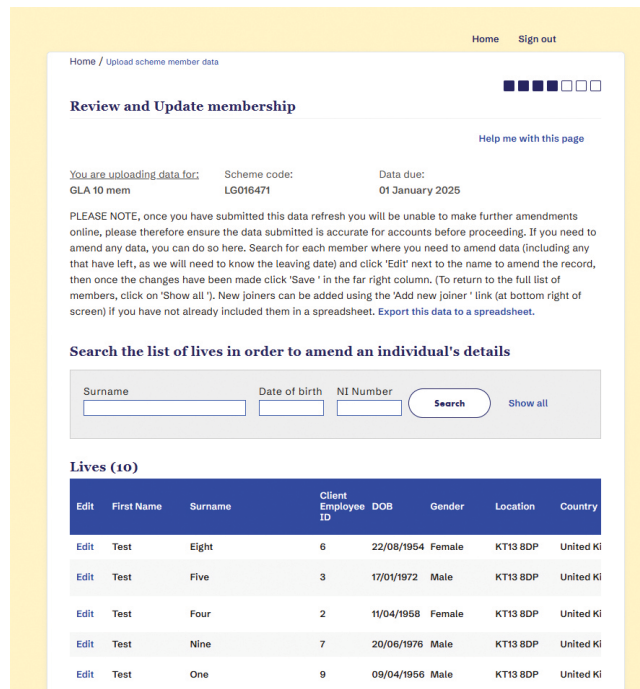 Home Sign out
Home / Upload scheme member data
Review and Update membership
Help me with this page
You are uploading data for: Scheme code: Data due:
GLA 10 mem LG016471 01 January 2025
PLEASE NOTE, once you have submitted this data refresh you will be unable to make further amendments
online, please therefore ensure the data submitted is accurate for accounts before proceeding. If you need to
amend any data, you can do so here. Search for each member where you need to amend data (including any
that have left, as we will need to know the leaving date) and click 'Edit' next to the name to amend the record,
then once the changes have been made click 'Save ' in the far right column. (To return to the full list of
members, click on 'Show all '). New joiners can be added using the 'Add new joiner ' link (at bottom right of
screen) if you have not already included them in a spreadsheet. Export this data to a spreadsheet.
Search the list of lives in order to amend an individual's details
Surname Date of birth NI Number
Search Show all
Lives (10)
Edit First Name Surname Client Employee ID DOB Gender Location Country
Edit Test Eight 6 22/08/1954 Female KT13 8DP United Ki
Edit Test Five 3 17/01/1972 Male KT13 8DP United Ki
Edit Test Four 2 11/04/1958 Female KT13 8DP United Ki
Edit Test Nine 7 20/06/1976 Male KT13 8DP United Ki
Edit Test One 9 09/04/1956 Male KT13 8DP United Ki